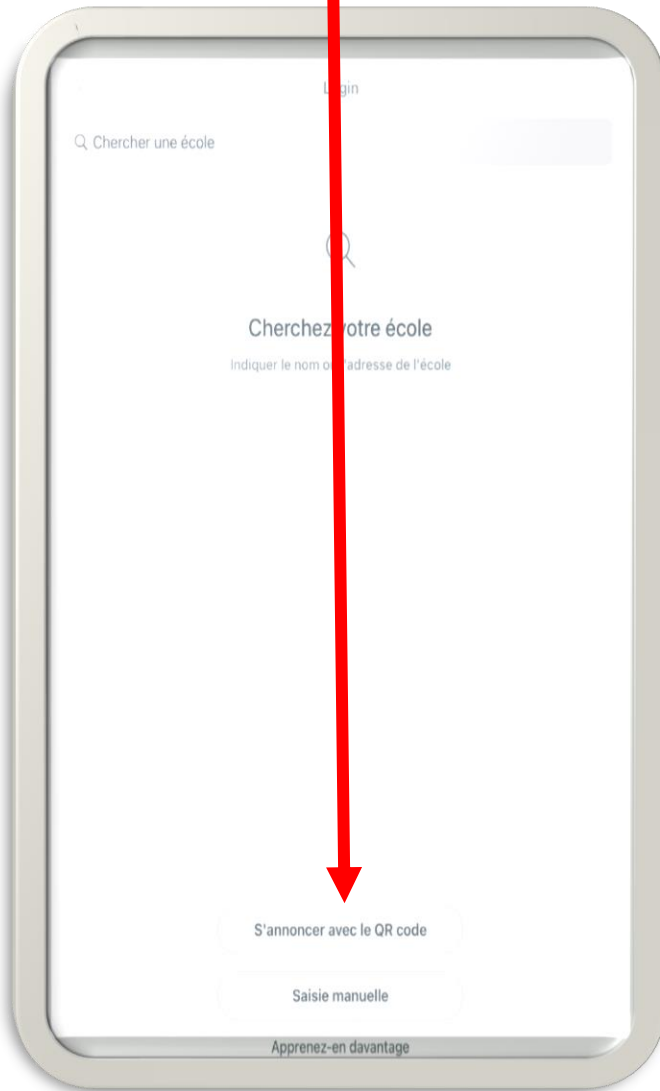 Login
Chercher une école
Cherchez votre école
Indiquer le nom ou l'adresse de l'école
S'annoncer avec le QR code
Saisie manuelle
Apprenez-en davantage